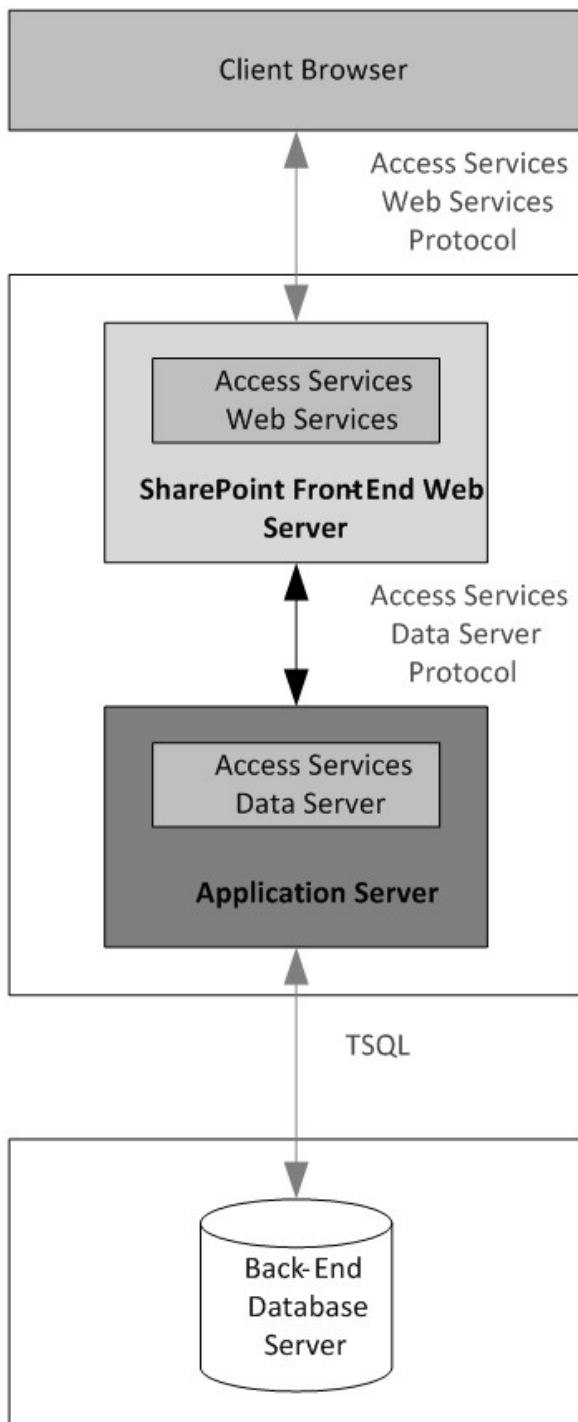 Client Browser
Access Services
Web Services
Protocol
Access Services
Web Services
SharePoint Front-End Web
Server
Access Services
Data Server
Protocol
Access Services
Data Server
Application Server
TSQL
Back-End
Database
Server